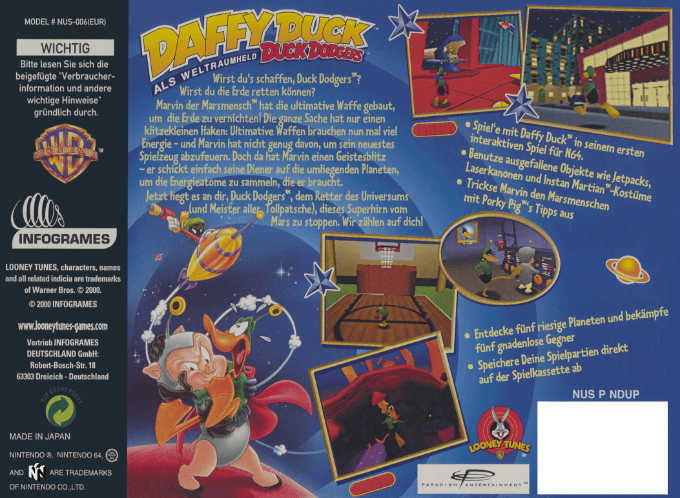 MODEL # NUS-006(EUR)
WICHTIG
Bitte lesen Sie sich die
beigefügte "Verbraucher-
information und andere
wichtige Hinweise"
gründlich durch.
WB
INFOGRAMES
LOONEY TUNES, characters, names
and all related indicia are trademarks
of Warner Bros. © 2000.
© 2000 INFOGRAMES
www.looneytunes-games.com
Vertrieb INFOGRAMES
DEUTSCHLAND GmbH:
Robert-Bosch-Str. 18
63303 Dreieich - Deutschland
DER GRÜNE PUNKT
MADE IN JAPAN
NINTENDO ®, NINTENDO 64,
AND N ARE TRADEMARKS
OF NINTENDO CO., LTD.
DAFFY DUCK
ALS WELTRAUMHELD DUCK DODGERS™
Wirst du's schaffen, Duck Dodgers™?
Wirst du die Erde retten können?
Marvin der Marsmensch™ hat die ultimative Waffe gebaut,
um die Erde zu vernichten! Die ganze Sache hat nur einen
klitzekleinen Haken: Ultimative Waffen brauchen nun mal viel
Energie – und Marvin hat nicht genug davon, um sein neuestes
Spielzeug abzufeuern. Doch da hat Marvin einen Geistesblitz
– er schickt einfach seine Diener auf die umliegenden Planeten,
um die Energieatome zu sammeln, die er braucht.
Jetzt liegt es an dir, Duck Dodgers™, dem Retter des Universums
(und Meister aller Tollpatsche), dieses Superhirn vom
Mars zu stoppen. Wir zählen auf dich!
• Spiel'e mit Daffy Duck™ in seinem ersten
interaktiven Spiel für N64.
• Benutze ausgefallene Objekte wie Jetpacks,
Laserkanonen und Instan Martian™-Kostüme
• Trickse Marvin den Marsmenschen
mit Porky Pig™'s Tipps aus
• Entdecke fünf riesige Planeten und bekämpfe
fünf gnadenlose Gegner
• Speichere Deine Spielpartien direkt
auf der Spielkassette ab
NUS P NDUP
LOONEY TUNES
PARADIGM ENTERTAINMENT™